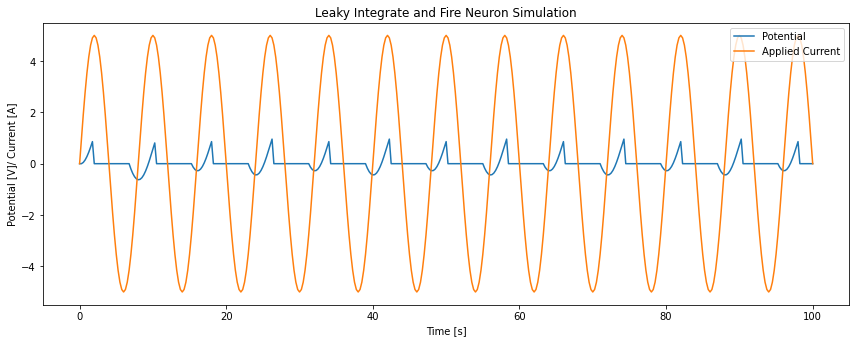 Leaky Integrate and Fire Neuron Simulation
Potential
Applied Current
Potential [V]/ Current [A]
4
2
0
−2
−4
0
20
40
60
80
100
Time [s]